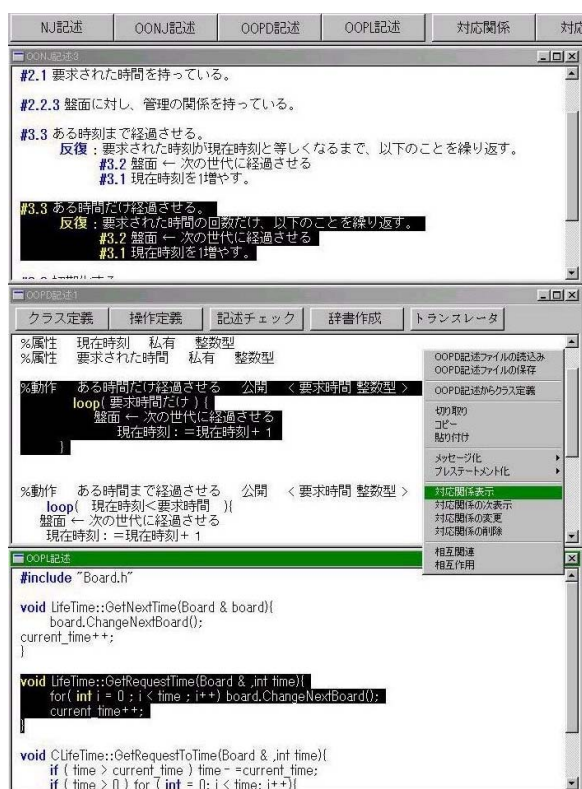 NJ記述 OONJ記述 OOPD記述 OOPL記述 対応関係 対応
OONJ記述3
#2.1 要求された時間を持っている。
#2.2.3 盤面に対し、管理の関係を持っている。
#3.3 ある時刻まで経過させる。
反復：要求された時刻が現在時刻と等しくなるまで、以下のことを繰り返す。
#3.2 盤面 ← 次の世代に経過させる
#3.1 現在時刻を1増やす。
#3.3 ある時間だけ経過させる。
反復：要求された時間の回数だけ、以下のことを繰り返す。
#3.2 盤面 ← 次の世代に経過させる
#3.1 現在時刻を1増やす。
OOPD記述1
クラス定義 操作定義 記述チェック 辞書作成 トランスレータ
%属性 現在時刻 私有 整数型
%属性 要求された時間 私有 整数型
%動作 ある時間だけ経過させる 公開 <要求時間 整数型>
loop( 要求時間だけ ) {
盤面 ← 次の世代に経過させる
現在時刻：=現在時刻+ 1
}
%動作 ある時間まで経過させる 公開 <要求時間 整数型>
loop( 現在時刻<要求時間 ){
盤面 ← 次の世代に経過させる
現在時刻：=現在時刻+ 1
OOPD記述ファイルの読込み
OOPD記述ファイルの保存
OOPD記述からクラス定義
切り取り
コピー
貼り付け
メッセージ化
プレステートメント化
対応関係表示
対応関係の次表示
対応関係の変更
対応関係の削除
相互関連
相互作用
OOPL記述
#include "Board.h"
void LifeTime::GetNextTime(Board & board){
board.ChangeNextBoard();
current_time++;
}
void LifeTime::GetRequestTime(Board & ,int time){
for( int i = 0 ; i < time ; i++) board.ChangeNextBoard();
current_time++;
}
void CLifeTime::GetRequestToTime(Board & ,int time){
if ( time > current_time ) time - =current_time;
if ( time > 0 ) for ( int = 0; i < time; i++){